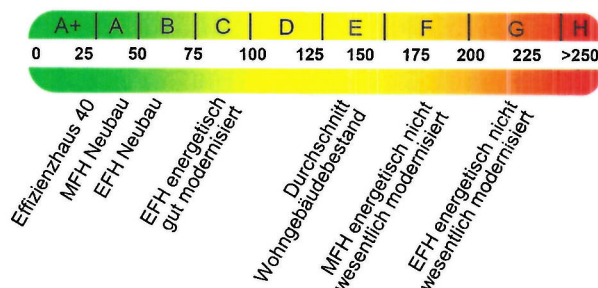 A+ A B C D E F G H
0 25 50 75 100 125 150 175 200 225 >250
Effizienzhaus 40
MFH Neubau
EFH Neubau
EFH energetisch
gut modernisiert
Durchschnitt
Wohngebäudebestand
MFH energetisch nicht
wesentlich modernisiert
EFH energetisch nicht
wesentlich modernisiert